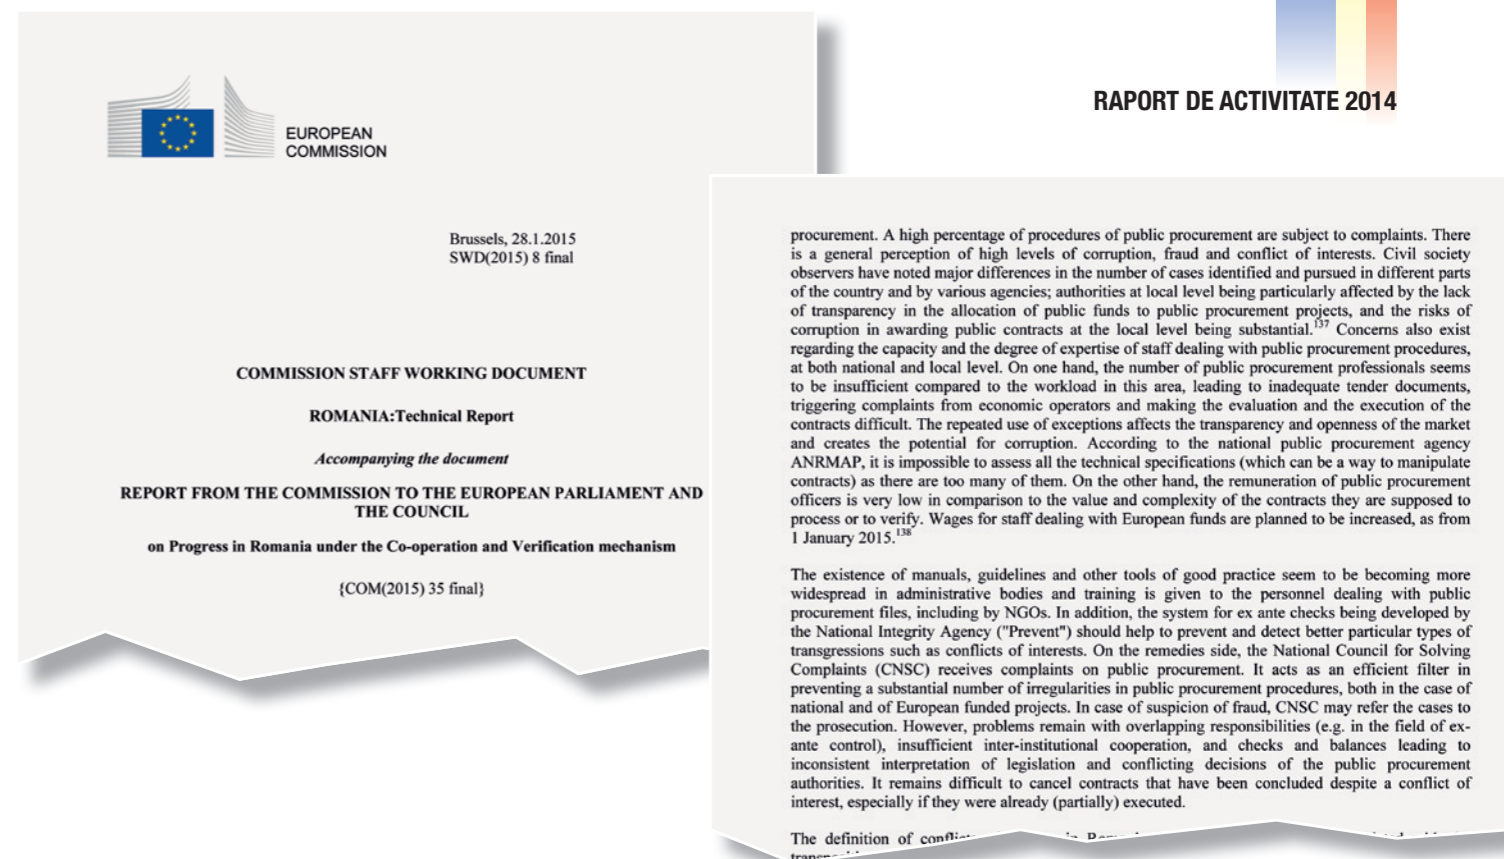 RAPORT DE ACTIVITATE 2014
EUROPEAN
COMMISSION
Brussels, 28.1.2015
SWD(2015) 8 final
COMMISSION STAFF WORKING DOCUMENT
ROMANIA:Technical Report
Accompanying the document
REPORT FROM THE COMMISSION TO THE EUROPEAN PARLIAMENT AND
THE COUNCIL
on Progress in Romania under the Co-operation and Verification mechanism
{COM(2015) 35 final}
procurement. A high percentage of procedures of public procurement are subject to complaints. There
is a general perception of high levels of corruption, fraud and conflict of interests. Civil society
observers have noted major differences in the number of cases identified and pursued in different parts
of the country and by various agencies; authorities at local level being particularly affected by the lack
of transparency in the allocation of public funds to public procurement projects, and the risks of
corruption in awarding public contracts at the local level being substantial.137 Concerns also exist
regarding the capacity and the degree of expertise of staff dealing with public procurement procedures,
at both national and local level. On one hand, the number of public procurement professionals seems
to be insufficient compared to the workload in this area, leading to inadequate tender documents,
triggering complaints from economic operators and making the evaluation and the execution of the
contracts difficult. The repeated use of exceptions affects the transparency and openness of the market
and creates the potential for corruption. According to the national public procurement agency
ANRMAP, it is impossible to assess all the technical specifications (which can be a way to manipulate
contracts) as there are too many of them. On the other hand, the remuneration of public procurement
officers is very low in comparison to the value and complexity of the contracts they are supposed to
process or to verify. Wages for staff dealing with European funds are planned to be increased, as from
1 January 2015.138
The existence of manuals, guidelines and other tools of good practice seem to be becoming more
widespread in administrative bodies and training is given to the personnel dealing with public
procurement files, including by NGOs. In addition, the system for ex ante checks being developed by
the National Integrity Agency ("Prevent") should help to prevent and detect better particular types of
transgressions such as conflicts of interests. On the remedies side, the National Council for Solving
Complaints (CNSC) receives complaints on public procurement. It acts as an efficient filter in
preventing a substantial number of irregularities in public procurement procedures, both in the case of
national and of European funded projects. In case of suspicion of fraud, CNSC may refer the cases to
the prosecution. However, problems remain with overlapping responsibilities (e.g. in the field of ex-
ante control), insufficient inter-institutional cooperation, and checks and balances leading to
inconsistent interpretation of legislation and conflicting decisions of the public procurement
authorities. It remains difficult to cancel contracts that have been concluded despite a conflict of
interest, especially if they were already (partially) executed.
The definition of